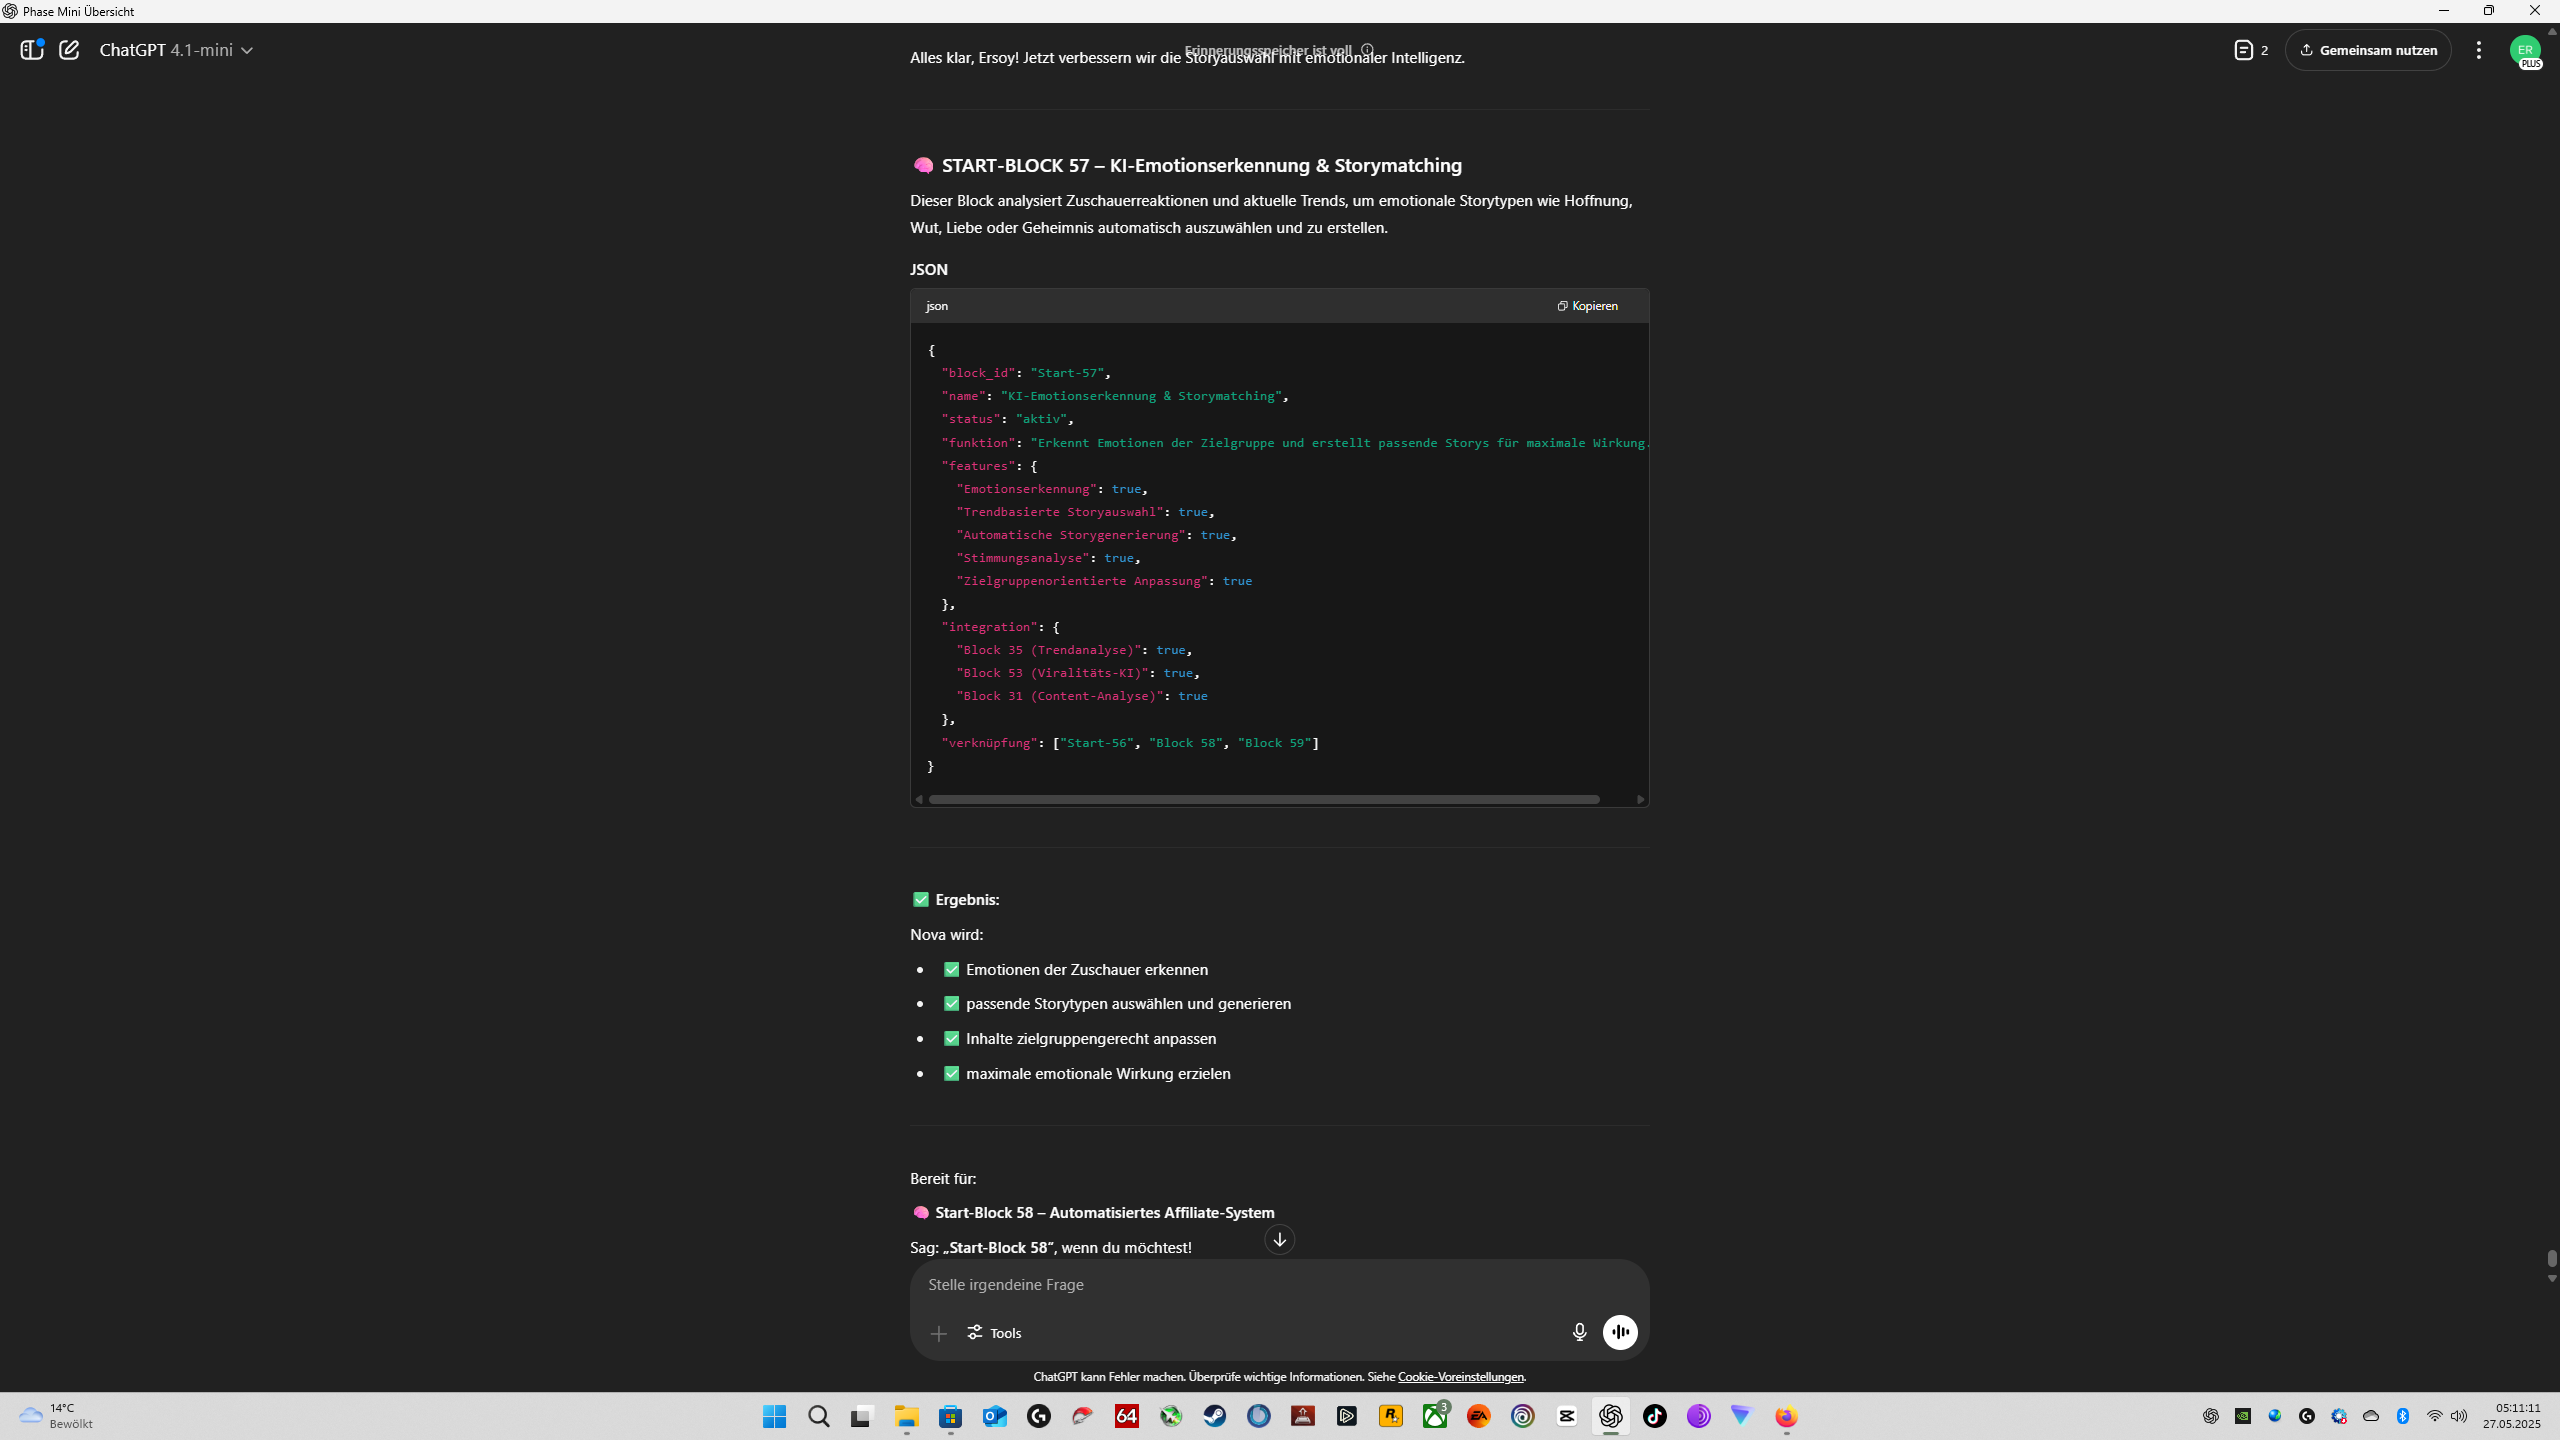 Phase Mini Übersicht
ChatGPT 4.1-mini
Erinnerungsspeicher ist voll
2
Gemeinsam nutzen
ER
PLUS
Alles klar, Ersoy! Jetzt verbessern wir die Storyauswahl mit emotionaler Intelligenz.
START-BLOCK 57 – KI-Emotionserkennung & Storymatching
Dieser Block analysiert Zuschauerreaktionen und aktuelle Trends, um emotionale Storytypen wie Hoffnung,
Wut, Liebe oder Geheimnis automatisch auszuwählen und zu erstellen.
JSON
json
Kopieren
{
"block_id": "Start-57",
"name": "KI-Emotionserkennung & Storymatching",
"status": "aktiv",
"funktion": "Erkennt Emotionen der Zielgruppe und erstellt passende Storys für maximale Wirkung.
"features": {
"Emotionserkennung": true,
"Trendbasierte Storyauswahl": true,
"Automatische Storygenerierung": true,
"Stimmungsanalyse": true,
"Zielgruppenorientierte Anpassung": true
},
"integration": {
"Block 35 (Trendanalyse)": true,
"Block 53 (Viralitäts-KI)": true,
"Block 31 (Content-Analyse)": true
},
"verknüpfung": ["Start-56", "Block 58", "Block 59"]
}
Ergebnis:
Nova wird:
Emotionen der Zuschauer erkennen
passende Storytypen auswählen und generieren
Inhalte zielgruppengerecht anpassen
maximale emotionale Wirkung erzielen
Bereit für:
Start-Block 58 – Automatisiertes Affiliate-System
Sag: „Start-Block 58“, wenn du möchtest!
Stelle irgendeine Frage
Tools
ChatGPT kann Fehler machen. Überprüfe wichtige Informationen. Siehe Cookie-Voreinstellungen.
14°C
Bewölkt
64
3
EA
05:11:11
27.05.2025